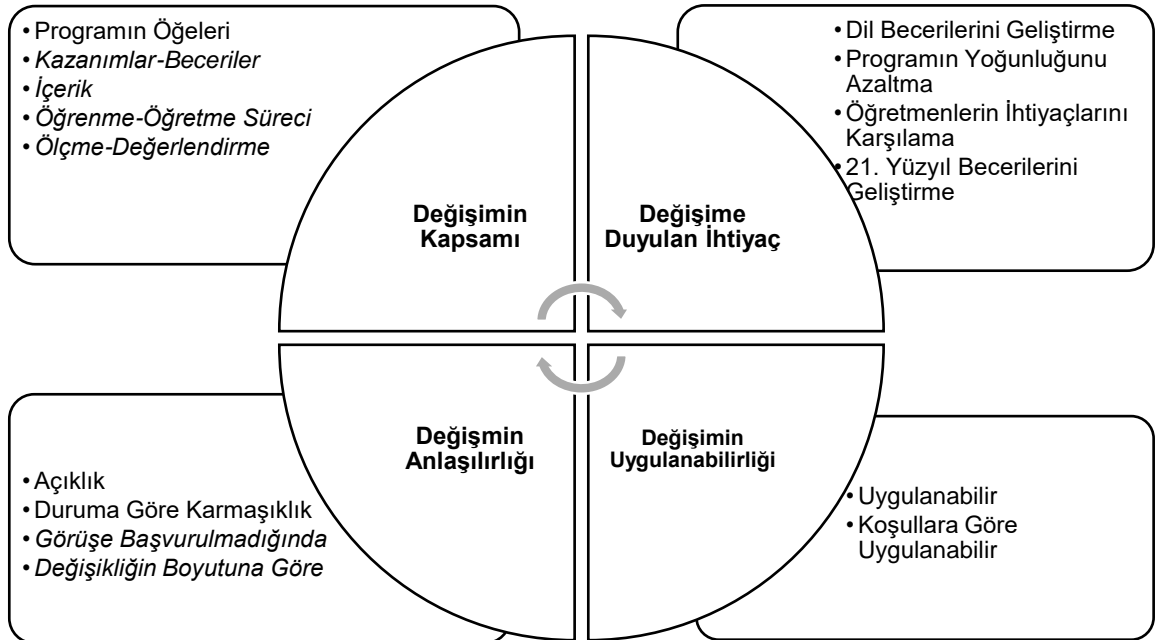 • Programın Öğeleri
• Kazanımlar-Beceriler
• İçerik
• Öğrenme-Öğretme Süreci
• Ölçme-Değerlendirme
Değişimin
Kapsamı
• Dil Becerilerini Geliştirme
• Programın Yoğunluğunu
Azaltma
• Öğretmenlerin İhtiyaçlarını
Karşılama
• 21. Yüzyıl Becerilerini
Geliştirme
Değişime
Duyulan İhtiyaç
• Açıklık
• Duruma Göre Karmaşıklık
• Görüşe Başvurulmadığında
• Değişikliğin Boyutuna Göre
Değişmin
Anlaşılırlığı
Değişimin
Uygulanabilirliği
• Uygulanabilir
• Koşullara Göre
Uygulanabilir